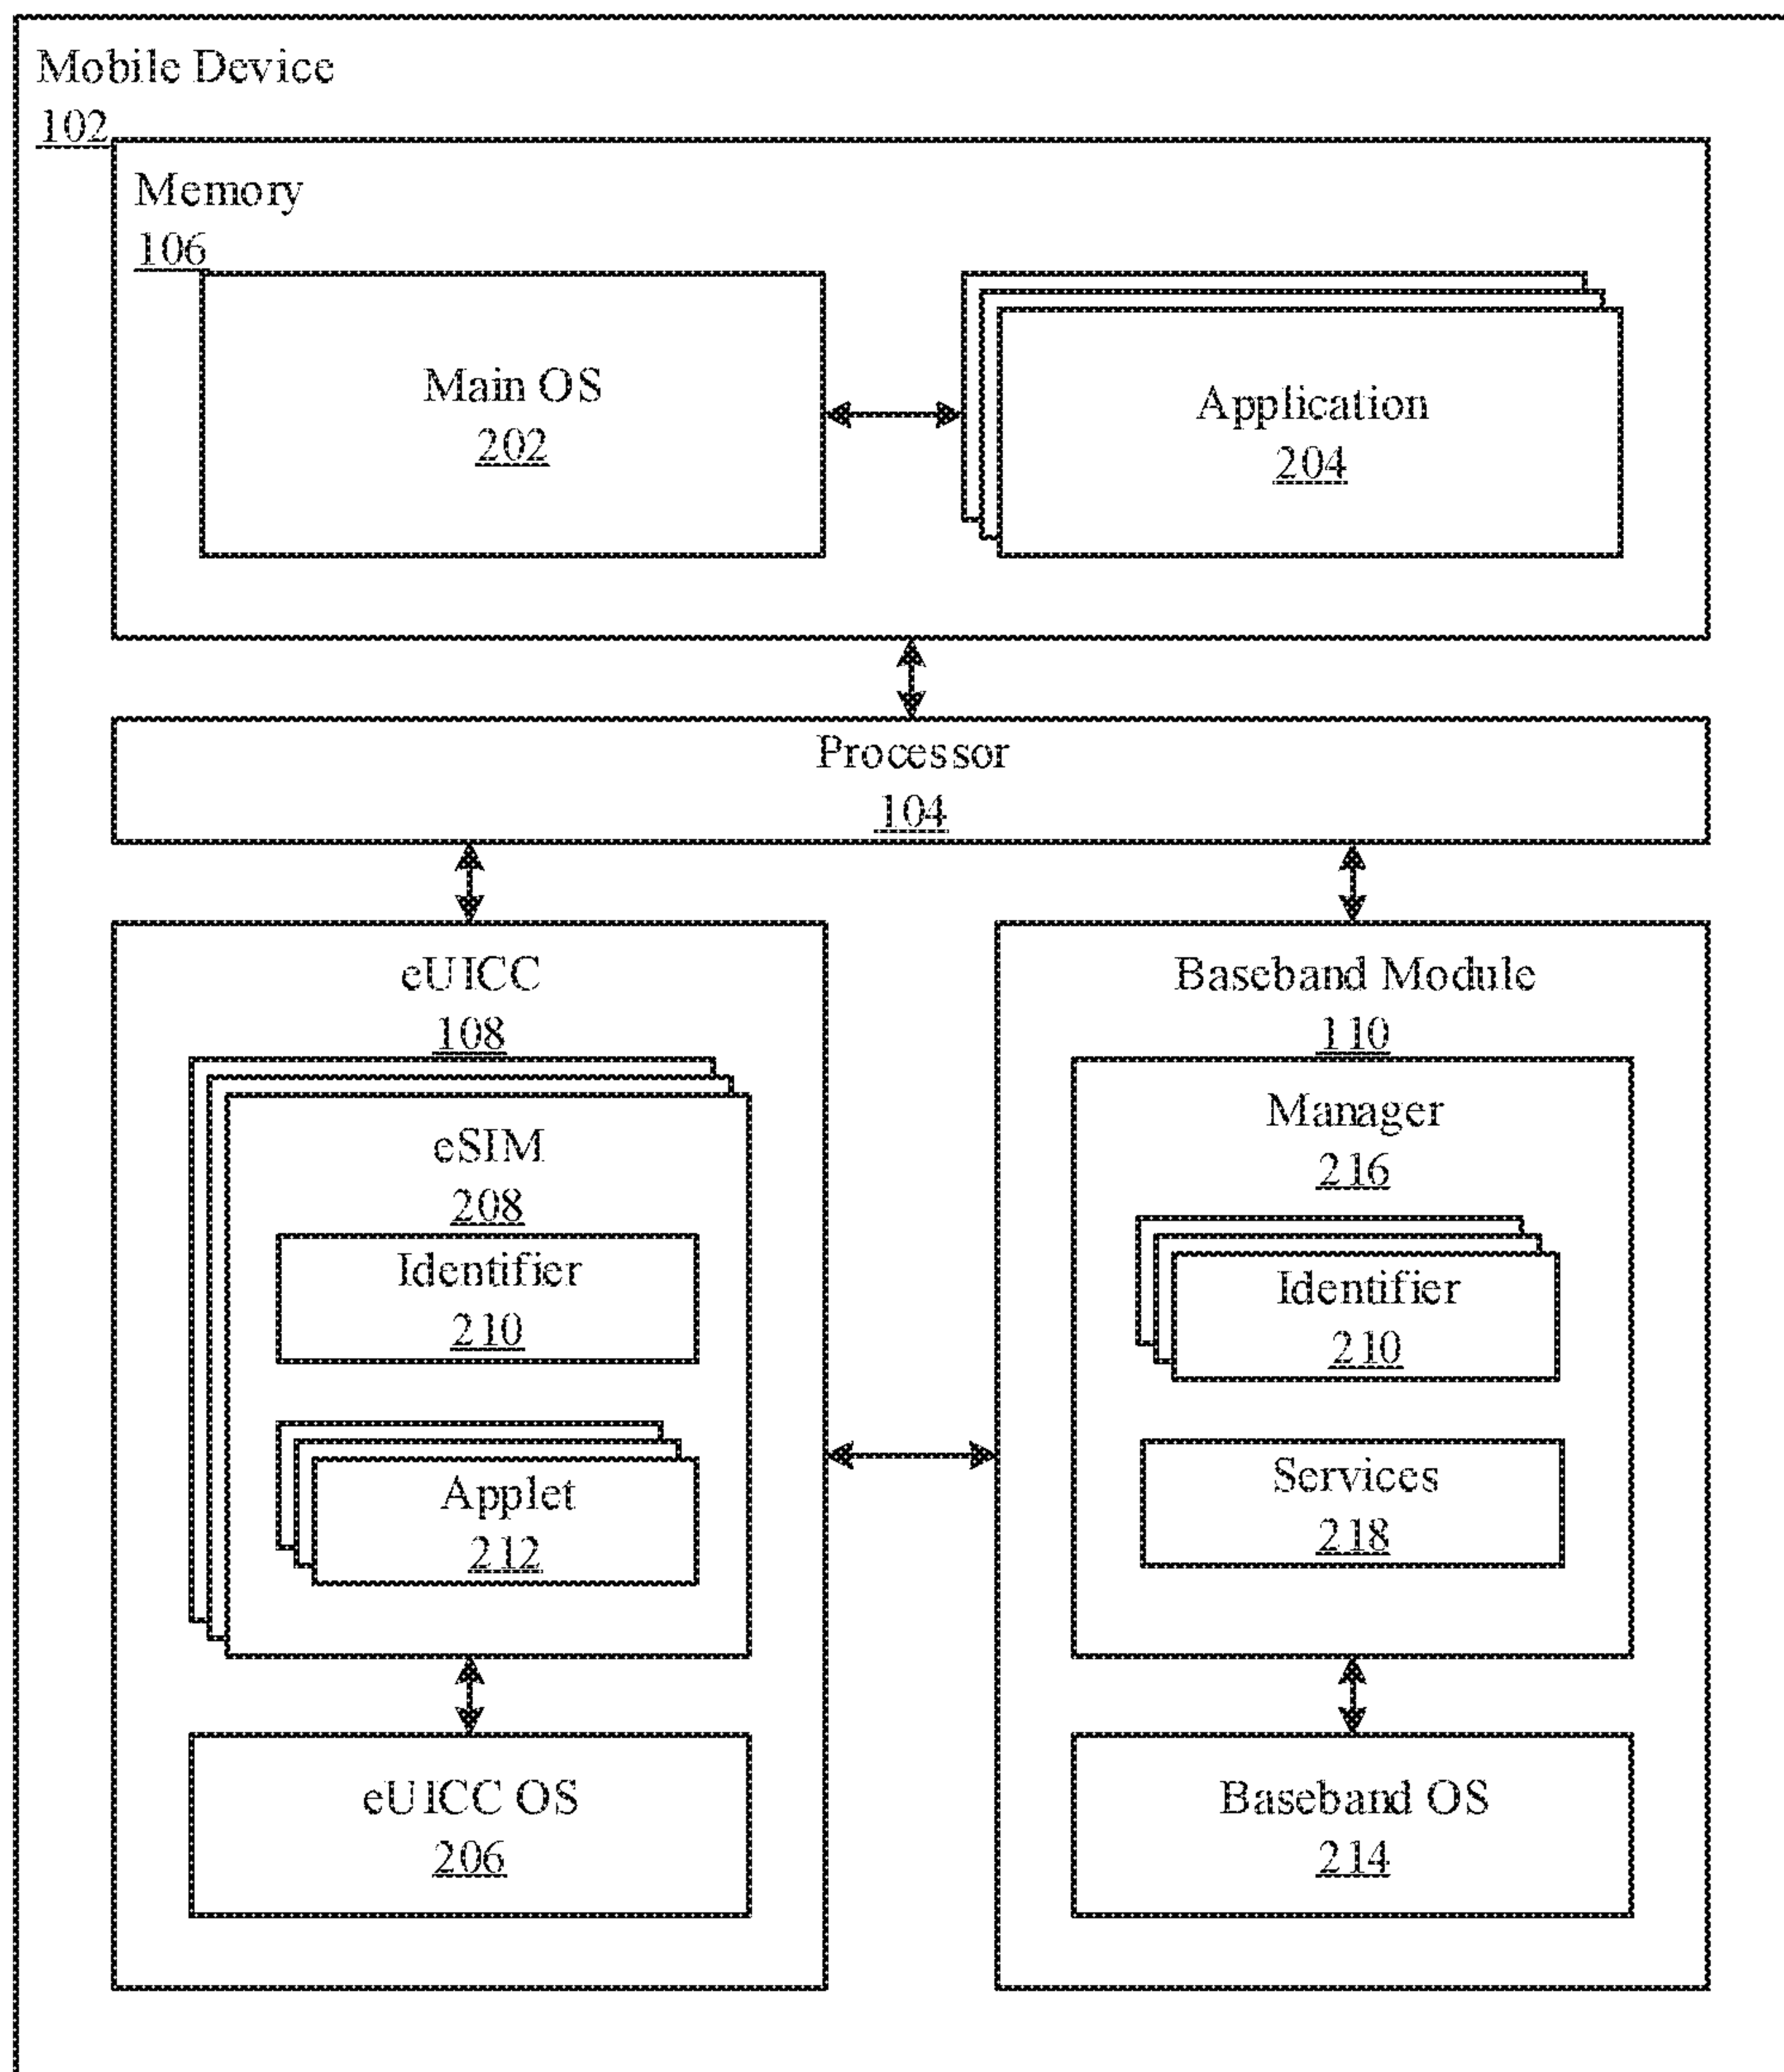 Mobile Device
102
Memory
106
Main OS
202
Application
204
Processor
104
eUICC
108
eSIM
208
Identifier
210
Applet
212
eUICC OS
206
Baseband Module
110
Manager
216
Identifier
210
Services
218
Baseband OS
214